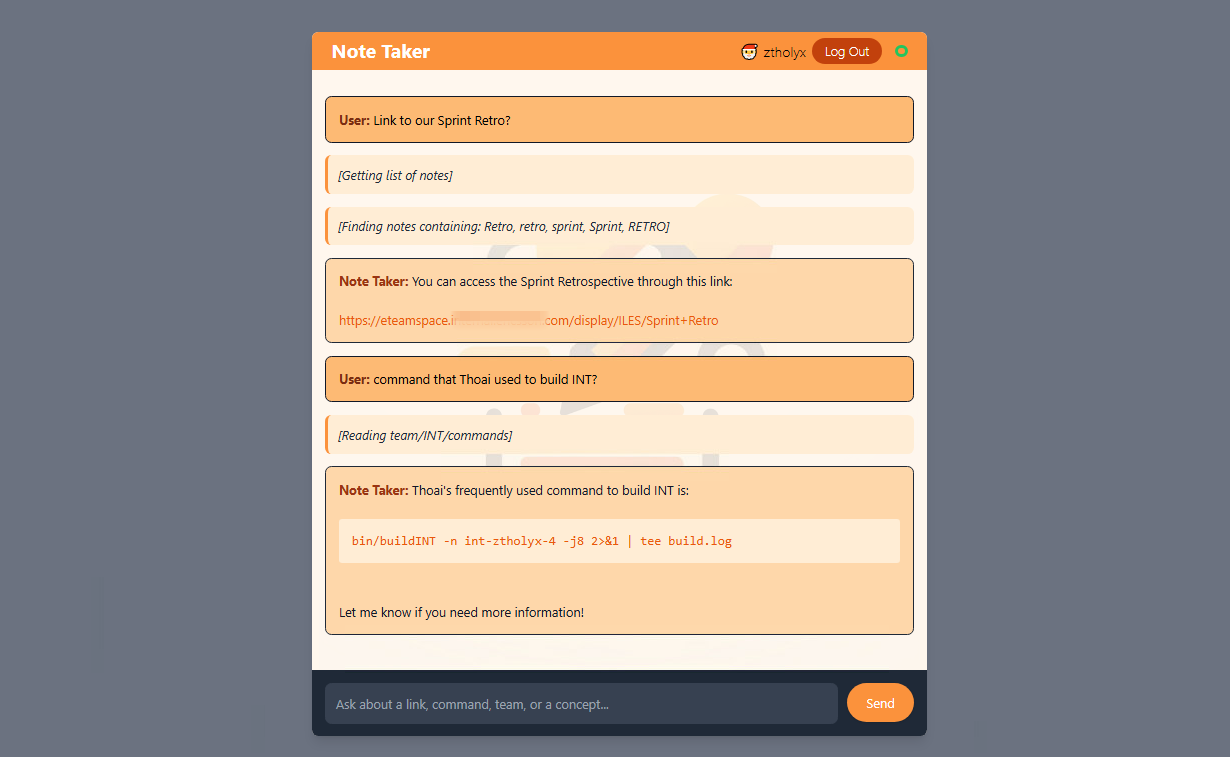 Note Taker
ztholyx
Log Out
User: Link to our Sprint Retro?
[Getting list of notes]
[Finding notes containing: Retro, retro, sprint, Sprint, RETRO]
Note Taker: You can access the Sprint Retrospective through this link:
https://eteamspace.i com/display/ILES/Sprint+Retro
User: command that Thoai used to build INT?
[Reading team/INT/commands]
Note Taker: Thoai's frequently used command to build INT is:
bin/buildINT -n int-ztholyx-4 -j8 2>&1 | tee build.log
Let me know if you need more information!
Ask about a link, command, team, or a concept...
Send